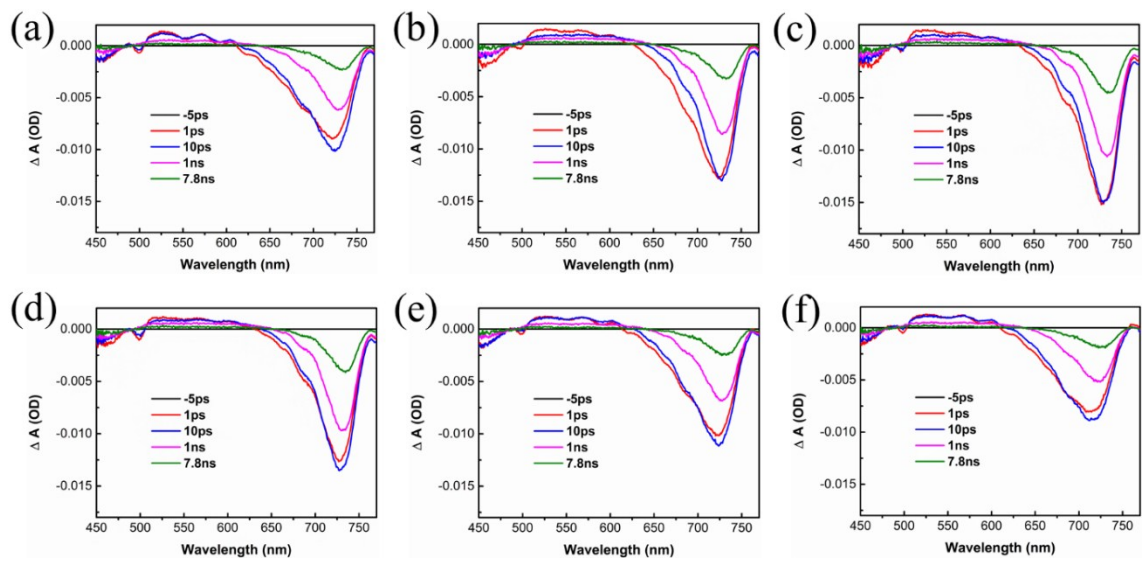 (a)
0.000
-0.005
-0.010
-0.015
Δ A (OD)
-5ps
1ps
10ps
1ns
7.8ns
450 500 550 600 650 700 750
Wavelength (nm)
(b)
0.000
-0.005
-0.010
-0.015
Δ A (OD)
-5ps
1ps
10ps
1ns
7.8ns
450 500 550 600 650 700 750
Wavelength (nm)
(c)
0.000
-0.005
-0.010
-0.015
Δ A (OD)
-5ps
1ps
10ps
1ns
7.8ns
450 500 550 600 650 700 750
Wavelength (nm)
(d)
0.000
-0.005
-0.010
-0.015
Δ A (OD)
-5ps
1ps
10ps
1ns
7.8ns
450 500 550 600 650 700 750
Wavelength (nm)
(e)
0.000
-0.005
-0.010
-0.015
Δ A (OD)
-5ps
1ps
10ps
1ns
7.8ns
450 500 550 600 650 700 750
Wavelength (nm)
(f)
0.000
-0.005
-0.010
-0.015
Δ A (OD)
-5ps
1ps
10ps
1ns
7.8ns
450 500 550 600 650 700 750
Wavelength (nm)